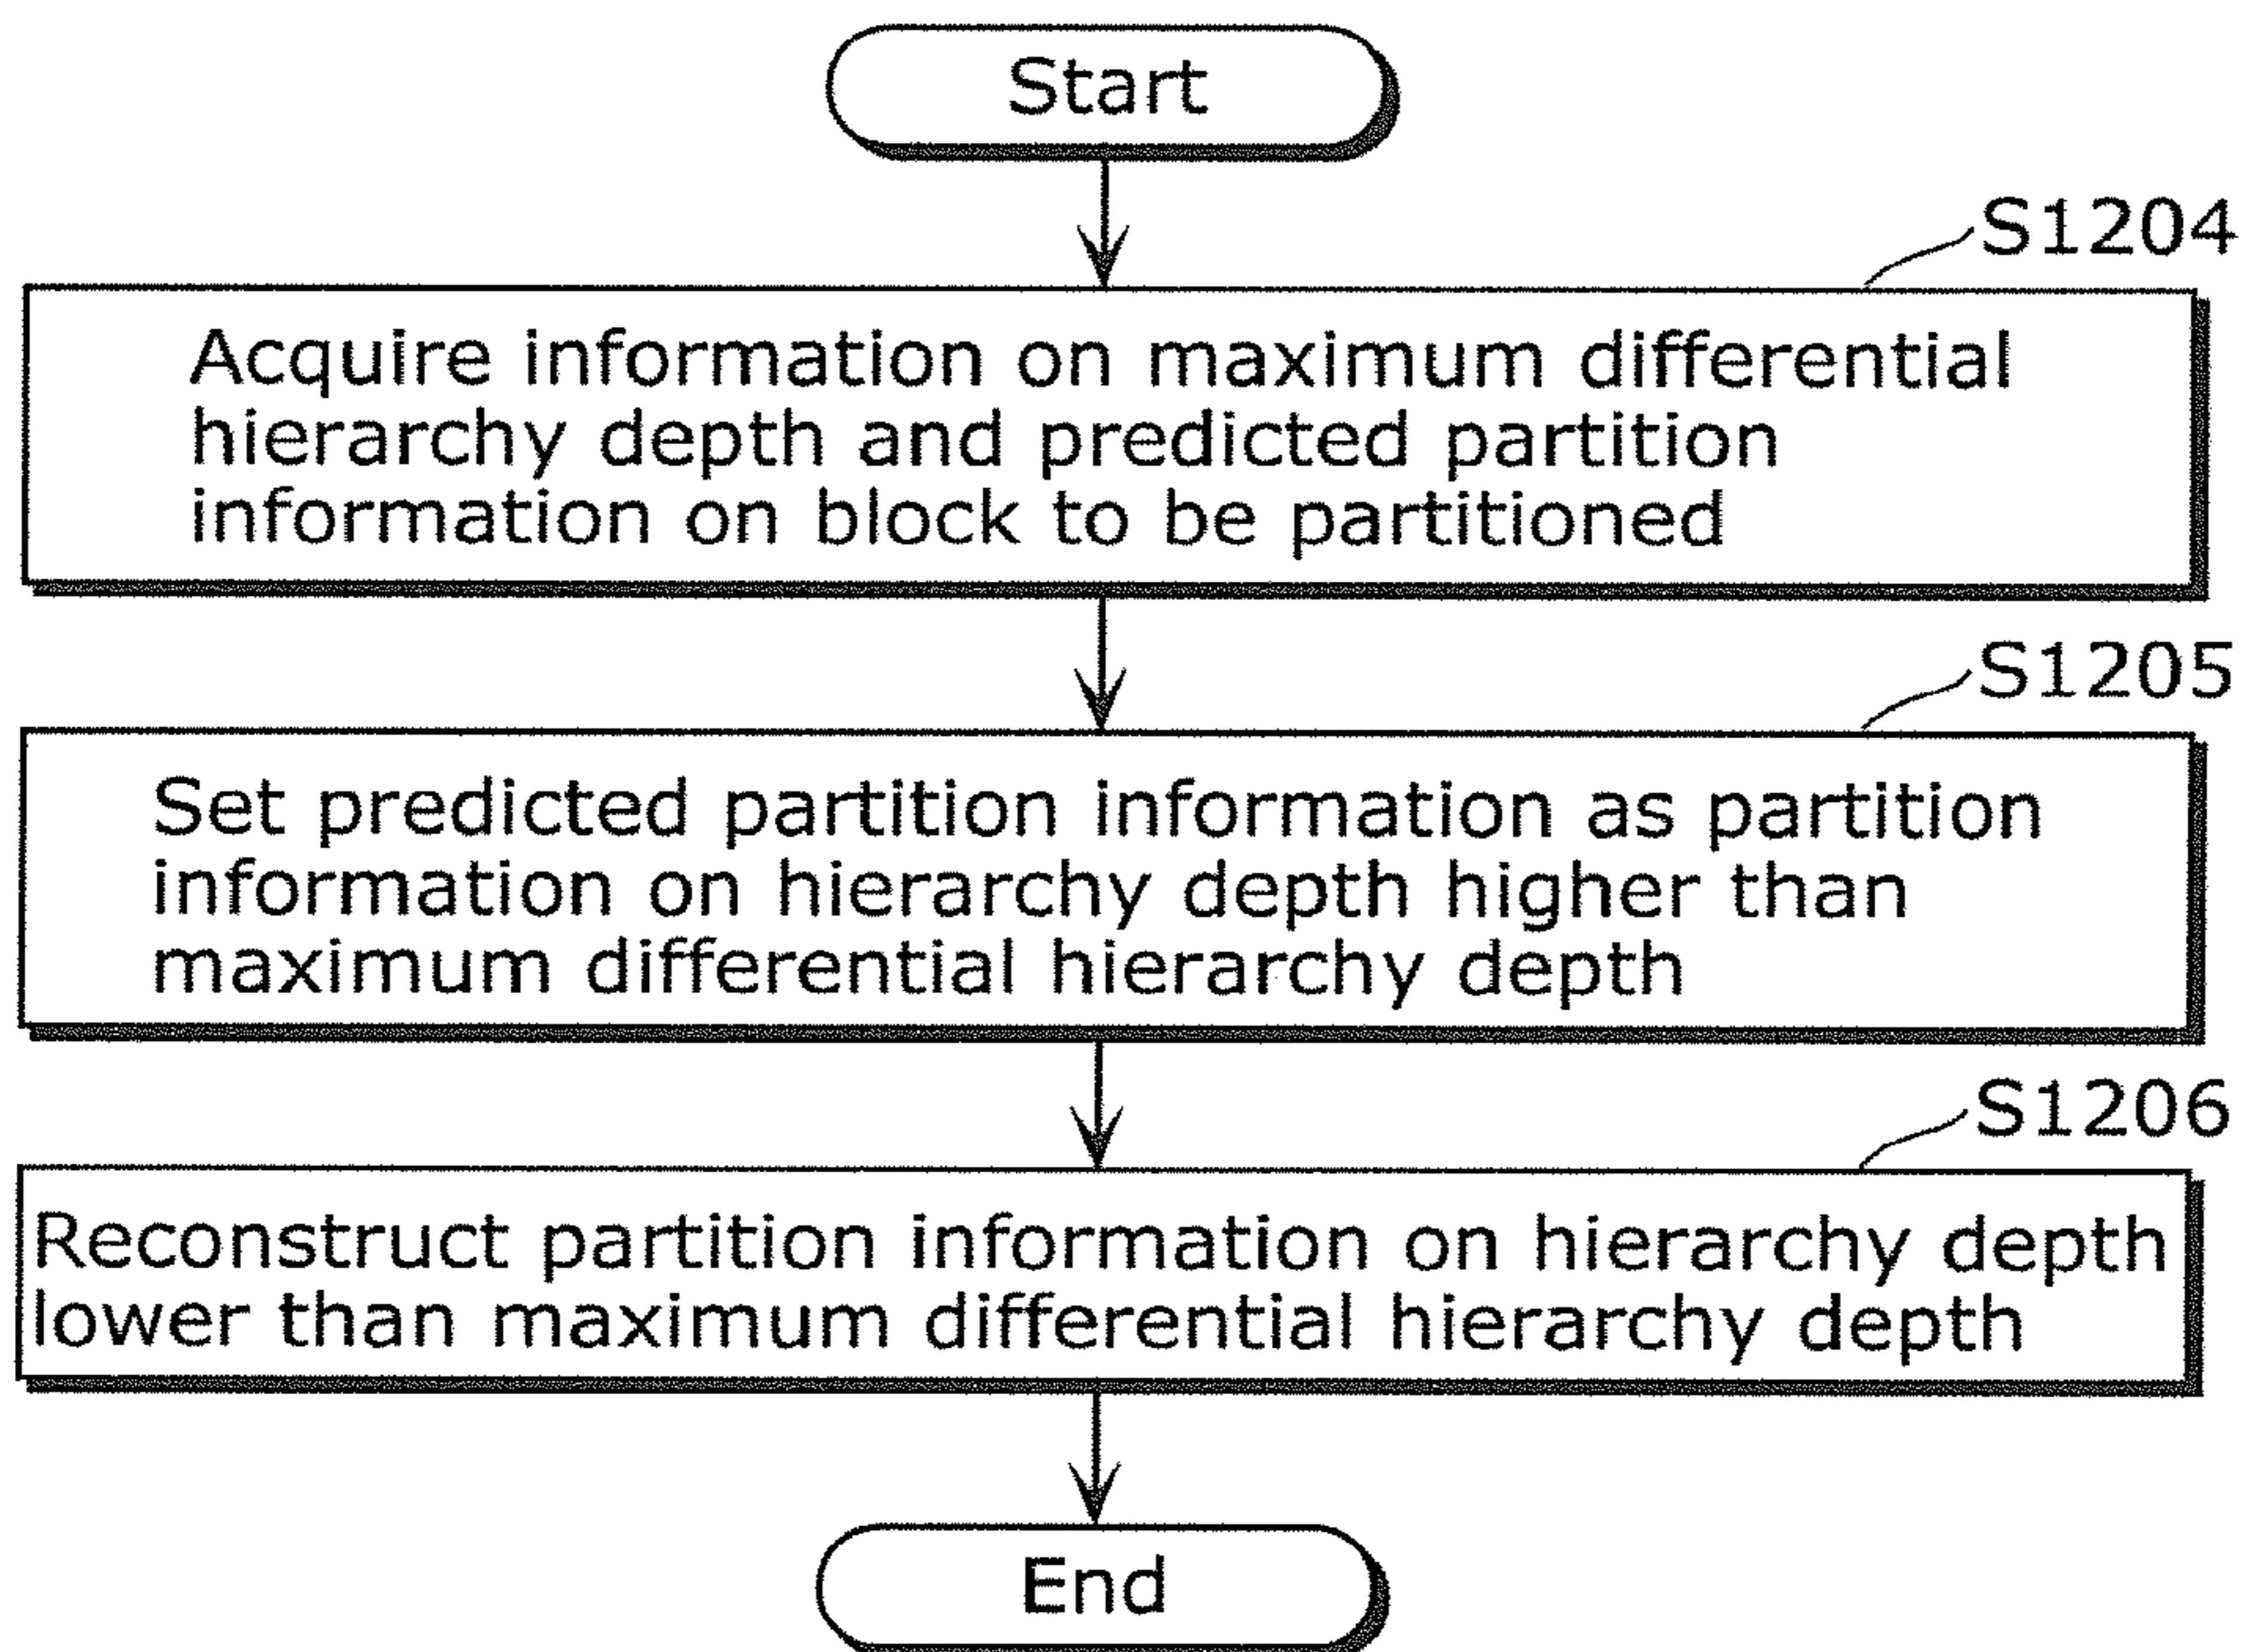 Start
S1204
Acquire information on maximum differential
hierarchy depth and predicted partition
information on block to be partitioned
S1205
Set predicted partition information as partition
information on hierarchy depth higher than
maximum differential hierarchy depth
S1206
Reconstruct partition information on hierarchy depth
lower than maximum differential hierarchy depth
End